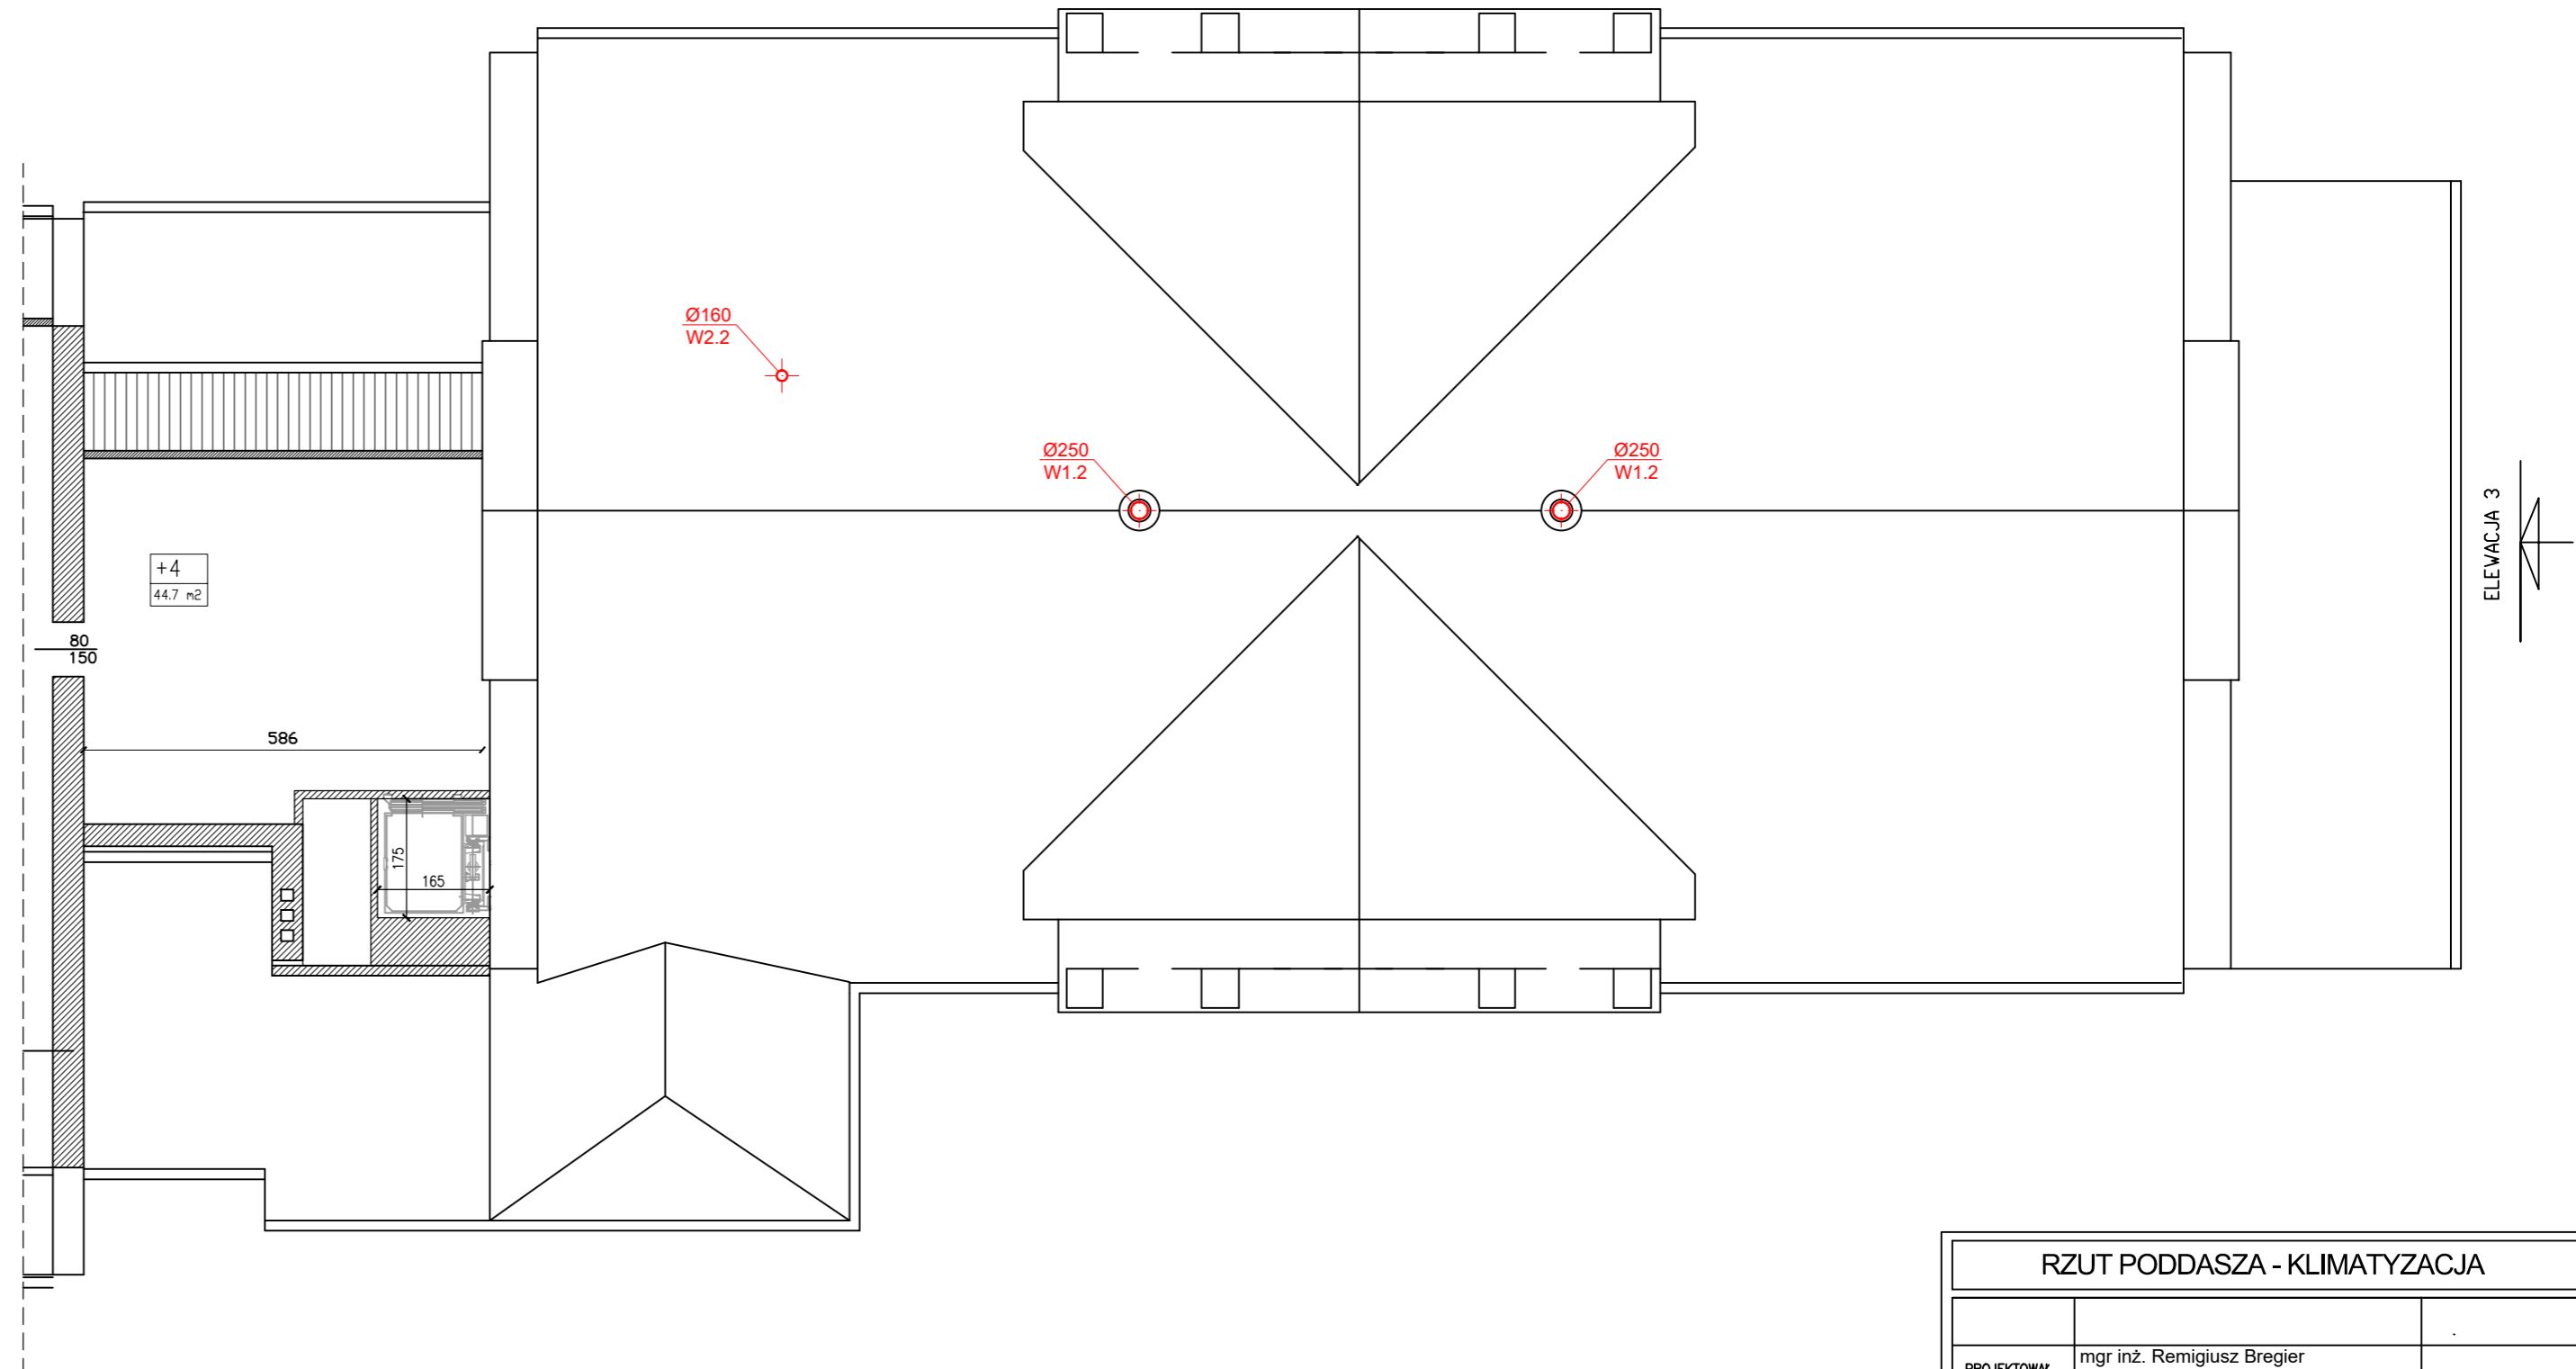 Ø160
W2.2
Ø250
W1.2
Ø250
W1.2
ELEWACJA 3
+4
44.7 m2
80
150
586
175
165
RZUT PODDASZA - KLIMATYZACJA
mgr inż. Remigiusz Bregier
PROJEKTOWAŁ